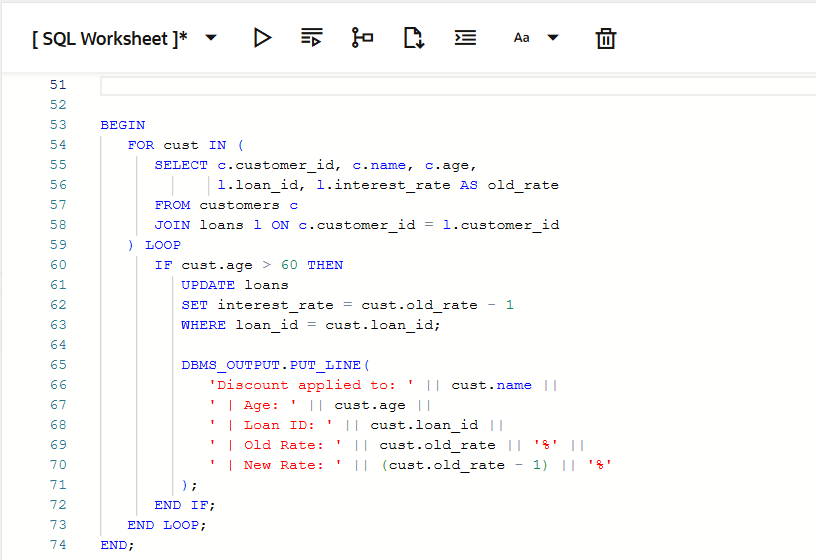 [ SQL Worksheet ]* Aa
51
52
53 BEGIN
54 FOR cust IN (
55 SELECT c.customer_id, c.name, c.age,
56 l.loan_id, l.interest_rate AS old_rate
57 FROM customers c
58 JOIN loans l ON c.customer_id = l.customer_id
59 ) LOOP
60 IF cust.age > 60 THEN
61 UPDATE loans
62 SET interest_rate = cust.old_rate - 1
63 WHERE loan_id = cust.loan_id;
64
65 DBMS_OUTPUT.PUT_LINE(
66 'Discount applied to: ' || cust.name ||
67 ' | Age: ' || cust.age ||
68 ' | Loan ID: ' || cust.loan_id ||
69 ' | Old Rate: ' || cust.old_rate || '%' ||
70 ' | New Rate: ' || (cust.old_rate - 1) || '%'
71 );
72 END IF;
73 END LOOP;
74 END;